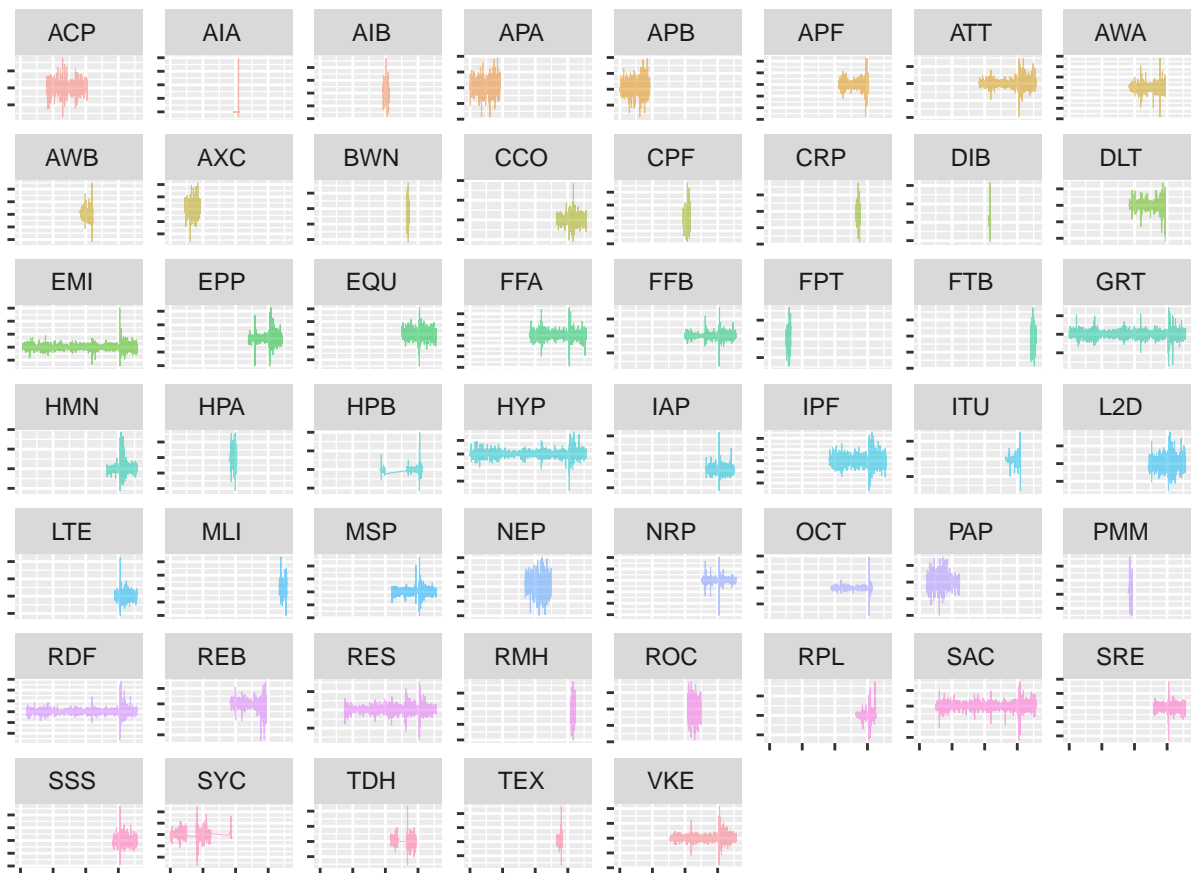 ACP AIA AIB APA APB APF ATT AWA
AWB AXC BWN CCO CPF CRP DIB DLT
EMI EPP EQU FFA FFB FPT FTB GRT
HMN HPA HPB HYP IAP IPF ITU L2D
LTE MLI MSP NEP NRP OCT PAP PMM
RDF REB RES RMH ROC RPL SAC SRE
SSS SYC TDH TEX VKE